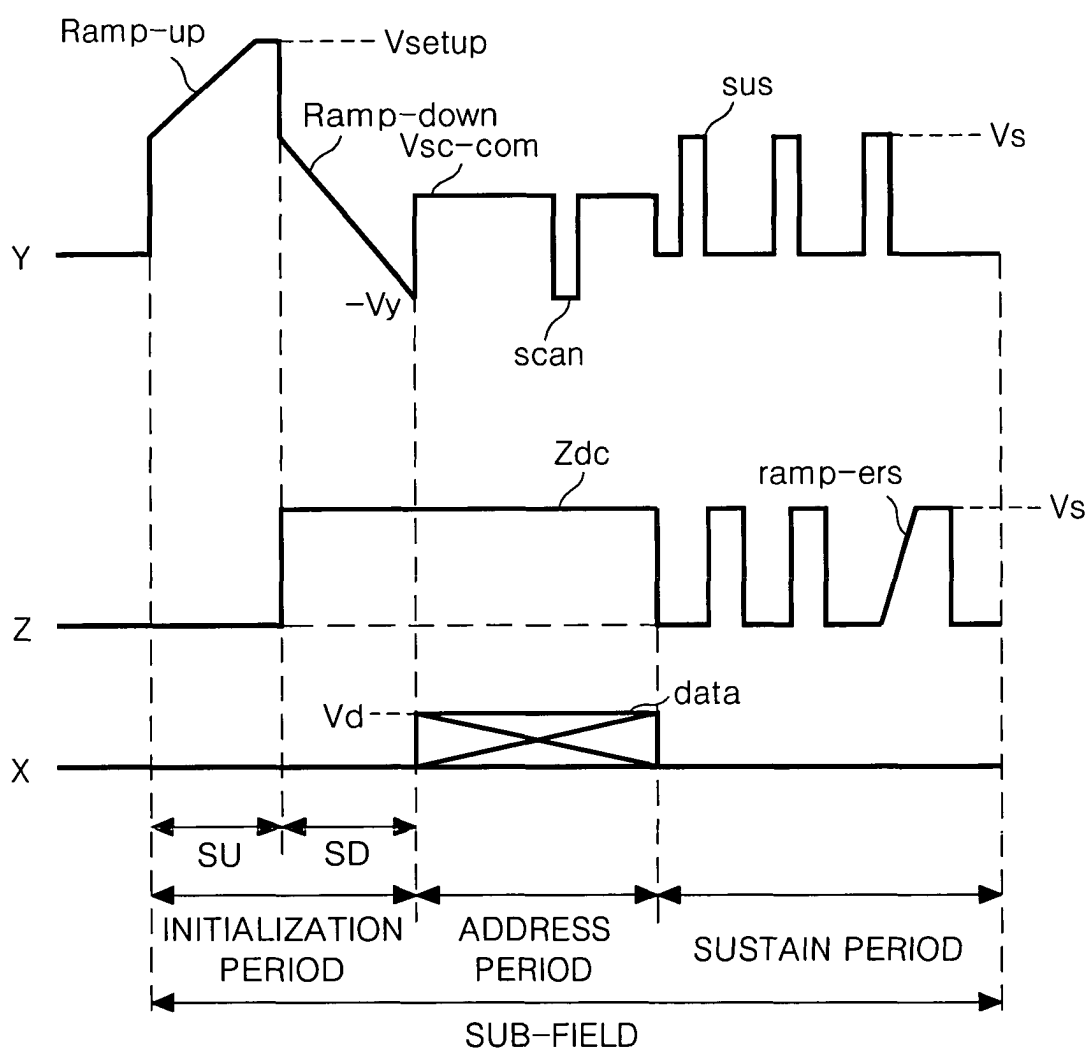 Ramp-up
Vsetup
Ramp-down
Vsc-com
sus
Vs
Y
-Vy
scan
Zdc
ramp-ers
Vs
Z
Vd
data
X
SU
SD
INITIALIZATION
PERIOD
ADDRESS
PERIOD
SUSTAIN PERIOD
SUB-FIELD